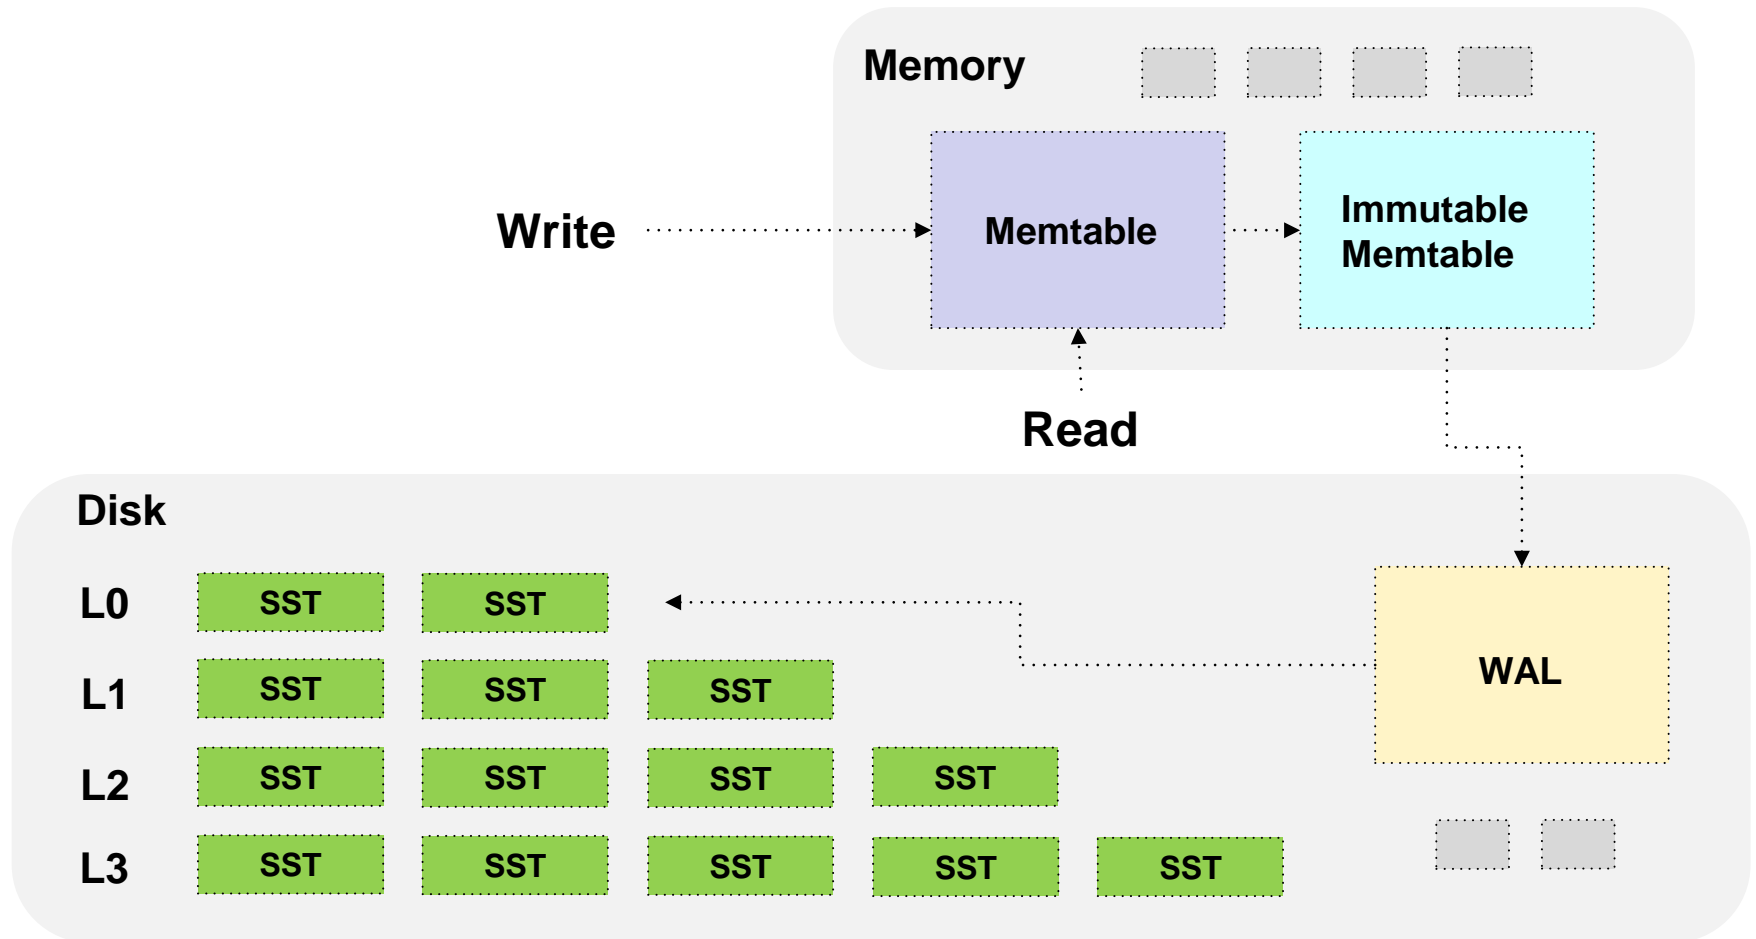 Memory
Write
Memtable
Immutable
Memtable
Read
Disk
L0 SST SST
L1 SST SST SST
WAL
L2 SST SST SST SST
L3 SST SST SST SST SST